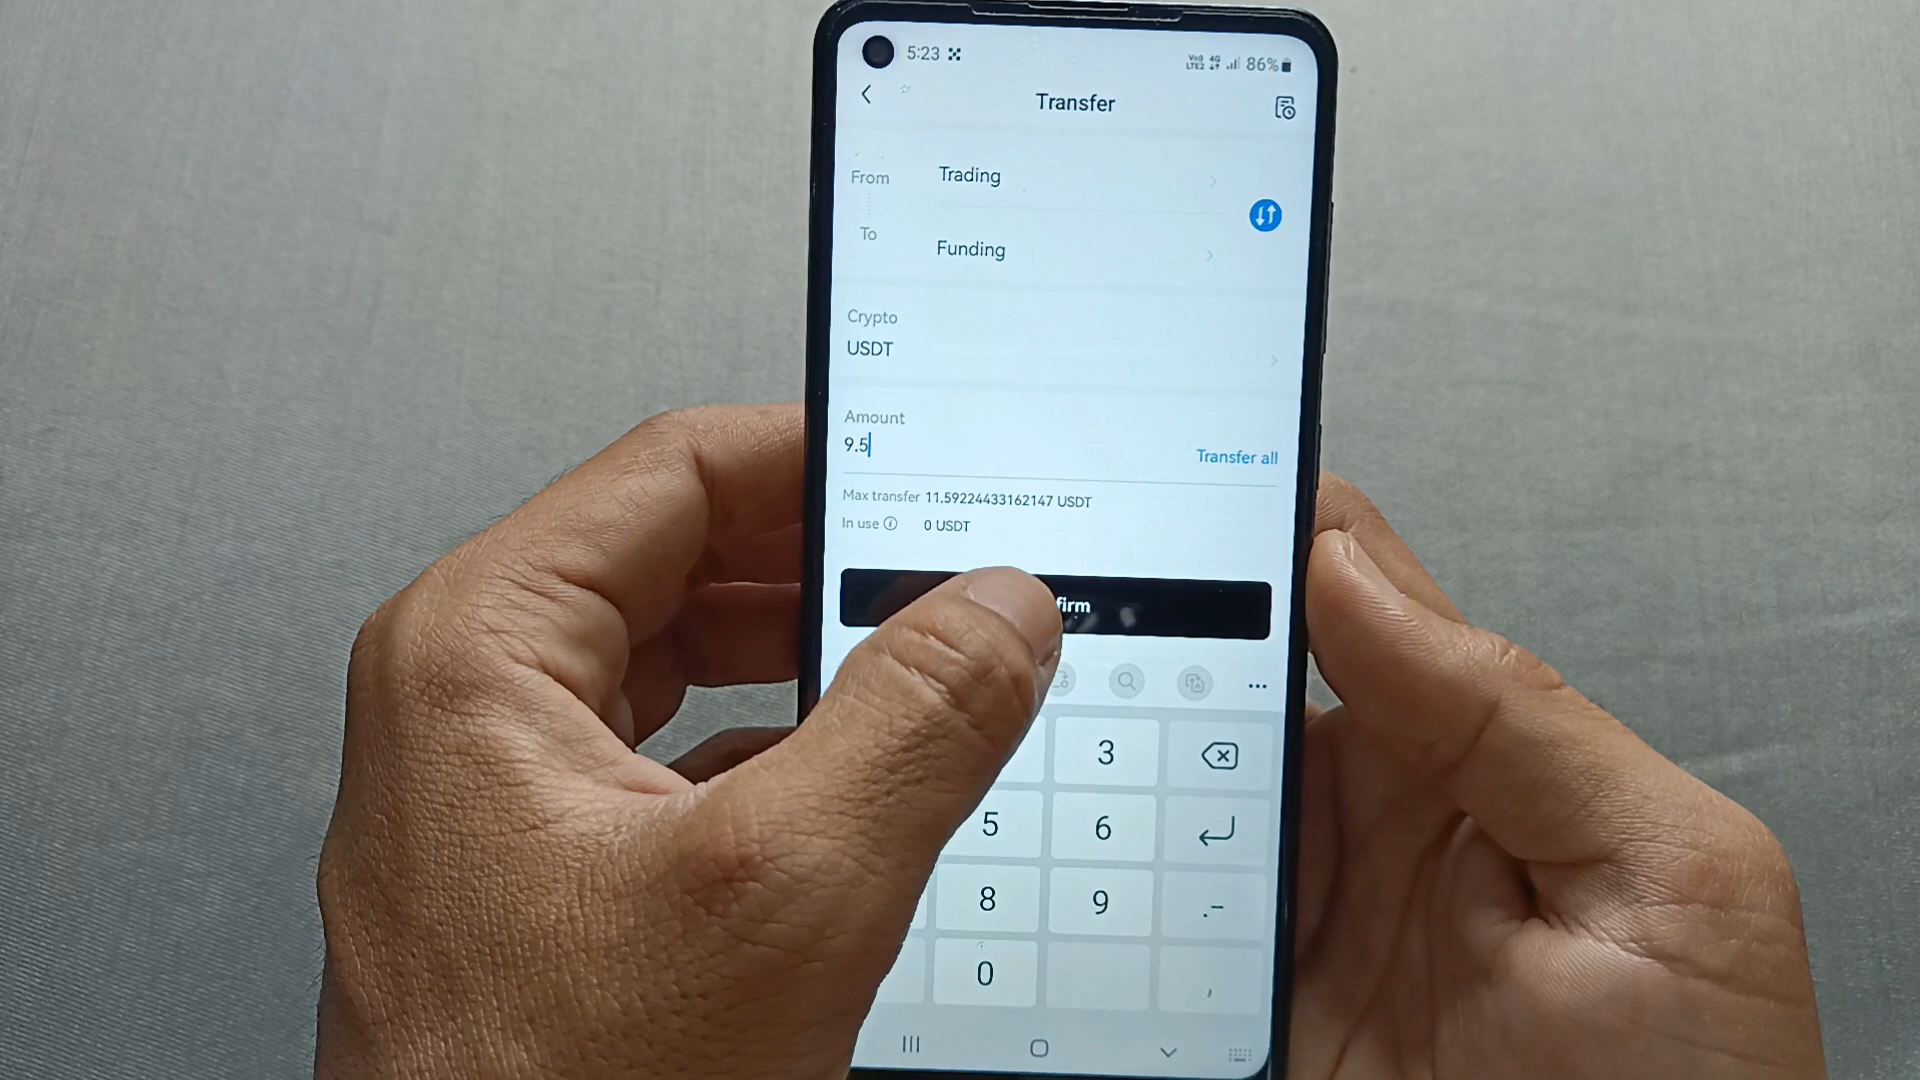 5:23 86%
Transfer
From Trading
To Funding
Crypto
USDT
Amount
9.5
Transfer all
Max transfer 11.59224433162147 USDT
In use 0 USDT
firm
3
5 6
8 9 .-
0 ,